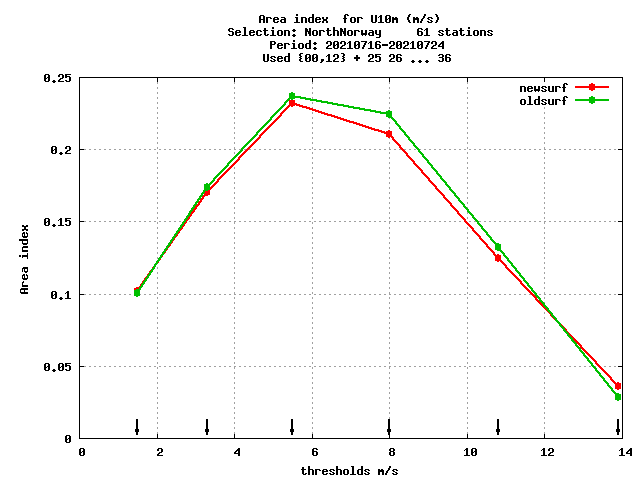 Area index  for U10m (m/s)
Selection: NorthNorway     61 stations
Period: 20210716-20210724
Used {00,12} + 25 26 ... 36
newsurf
oldsurf
0.25
0.2
0.15
0.1
0.05
0
Area index
0 2 4 6 8 10 12 14
thresholds m/s